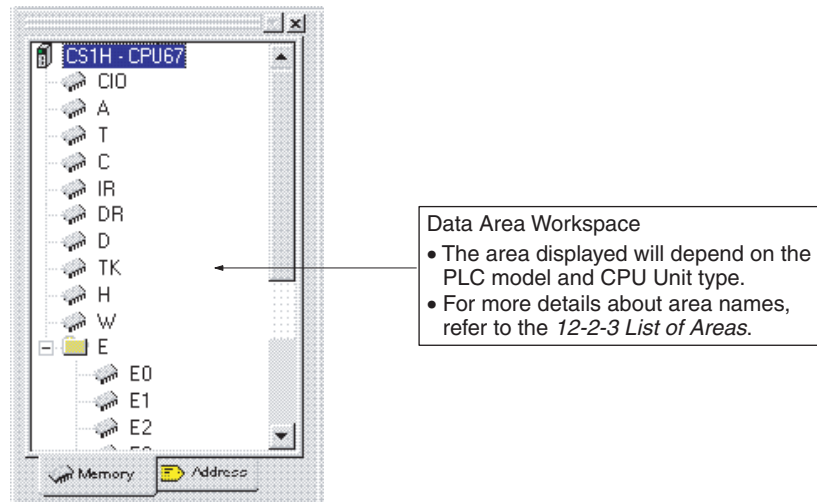 CS1H - CPU67
CIO
A
T
C
IR
DR
D
TK
H
W
E
E0
E1
E2
Memory
Address
Data Area Workspace
• The area displayed will depend on the
PLC model and CPU Unit type.
• For more details about area names,
refer to the 12-2-3 List of Areas.